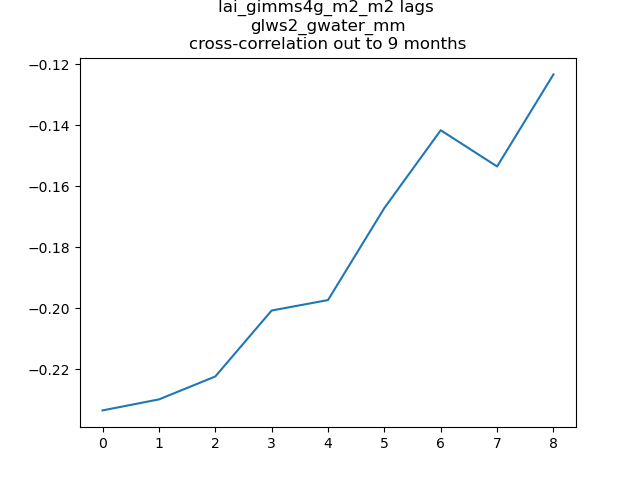 lai_gimms4g_m2_m2 lags
glws2_gwater_mm
cross-correlation out to 9 months
−0.12
−0.14
−0.16
−0.18
−0.20
−0.22
0 1 2 3 4 5 6 7 8